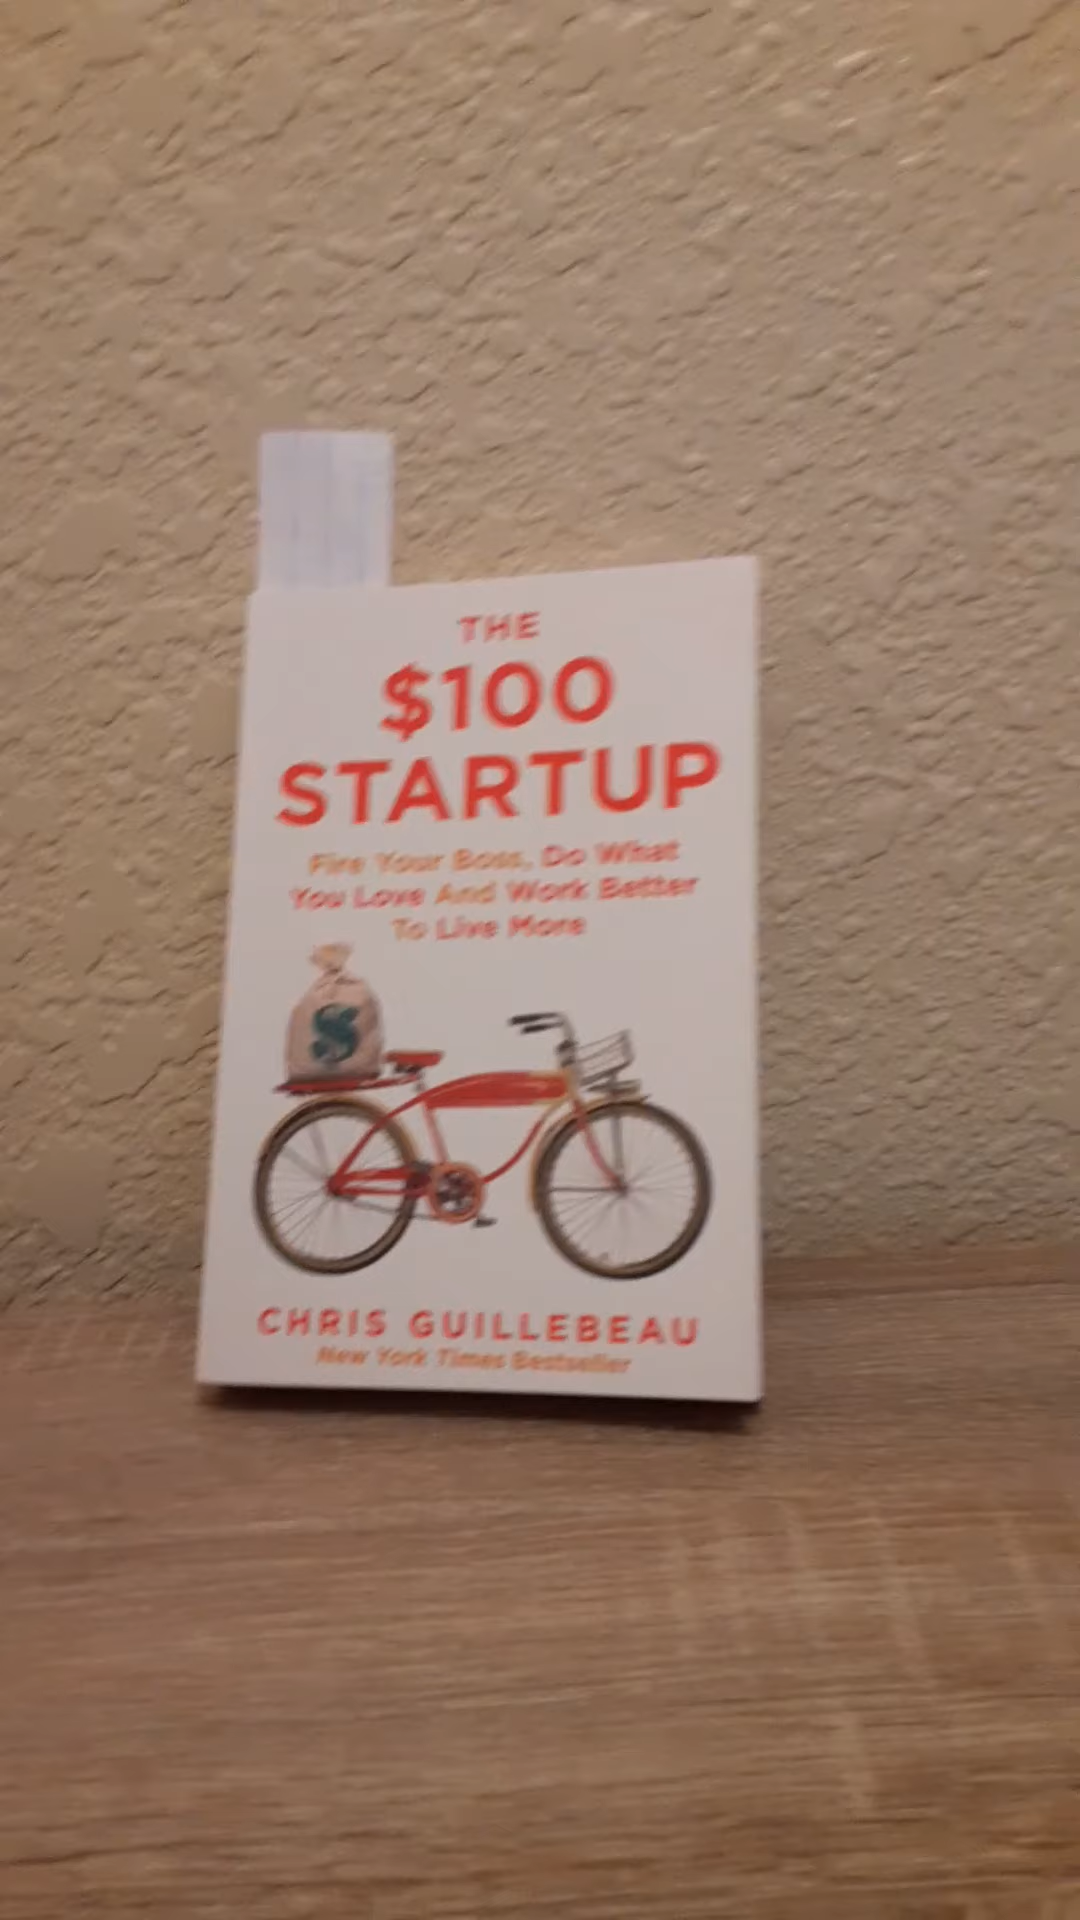 THE
$100
STARTUP
Fire Your Boss, Do What
You Love And Work Better
To Live More
$
CHRIS GUILLEBEAU
New York Times Bestseller